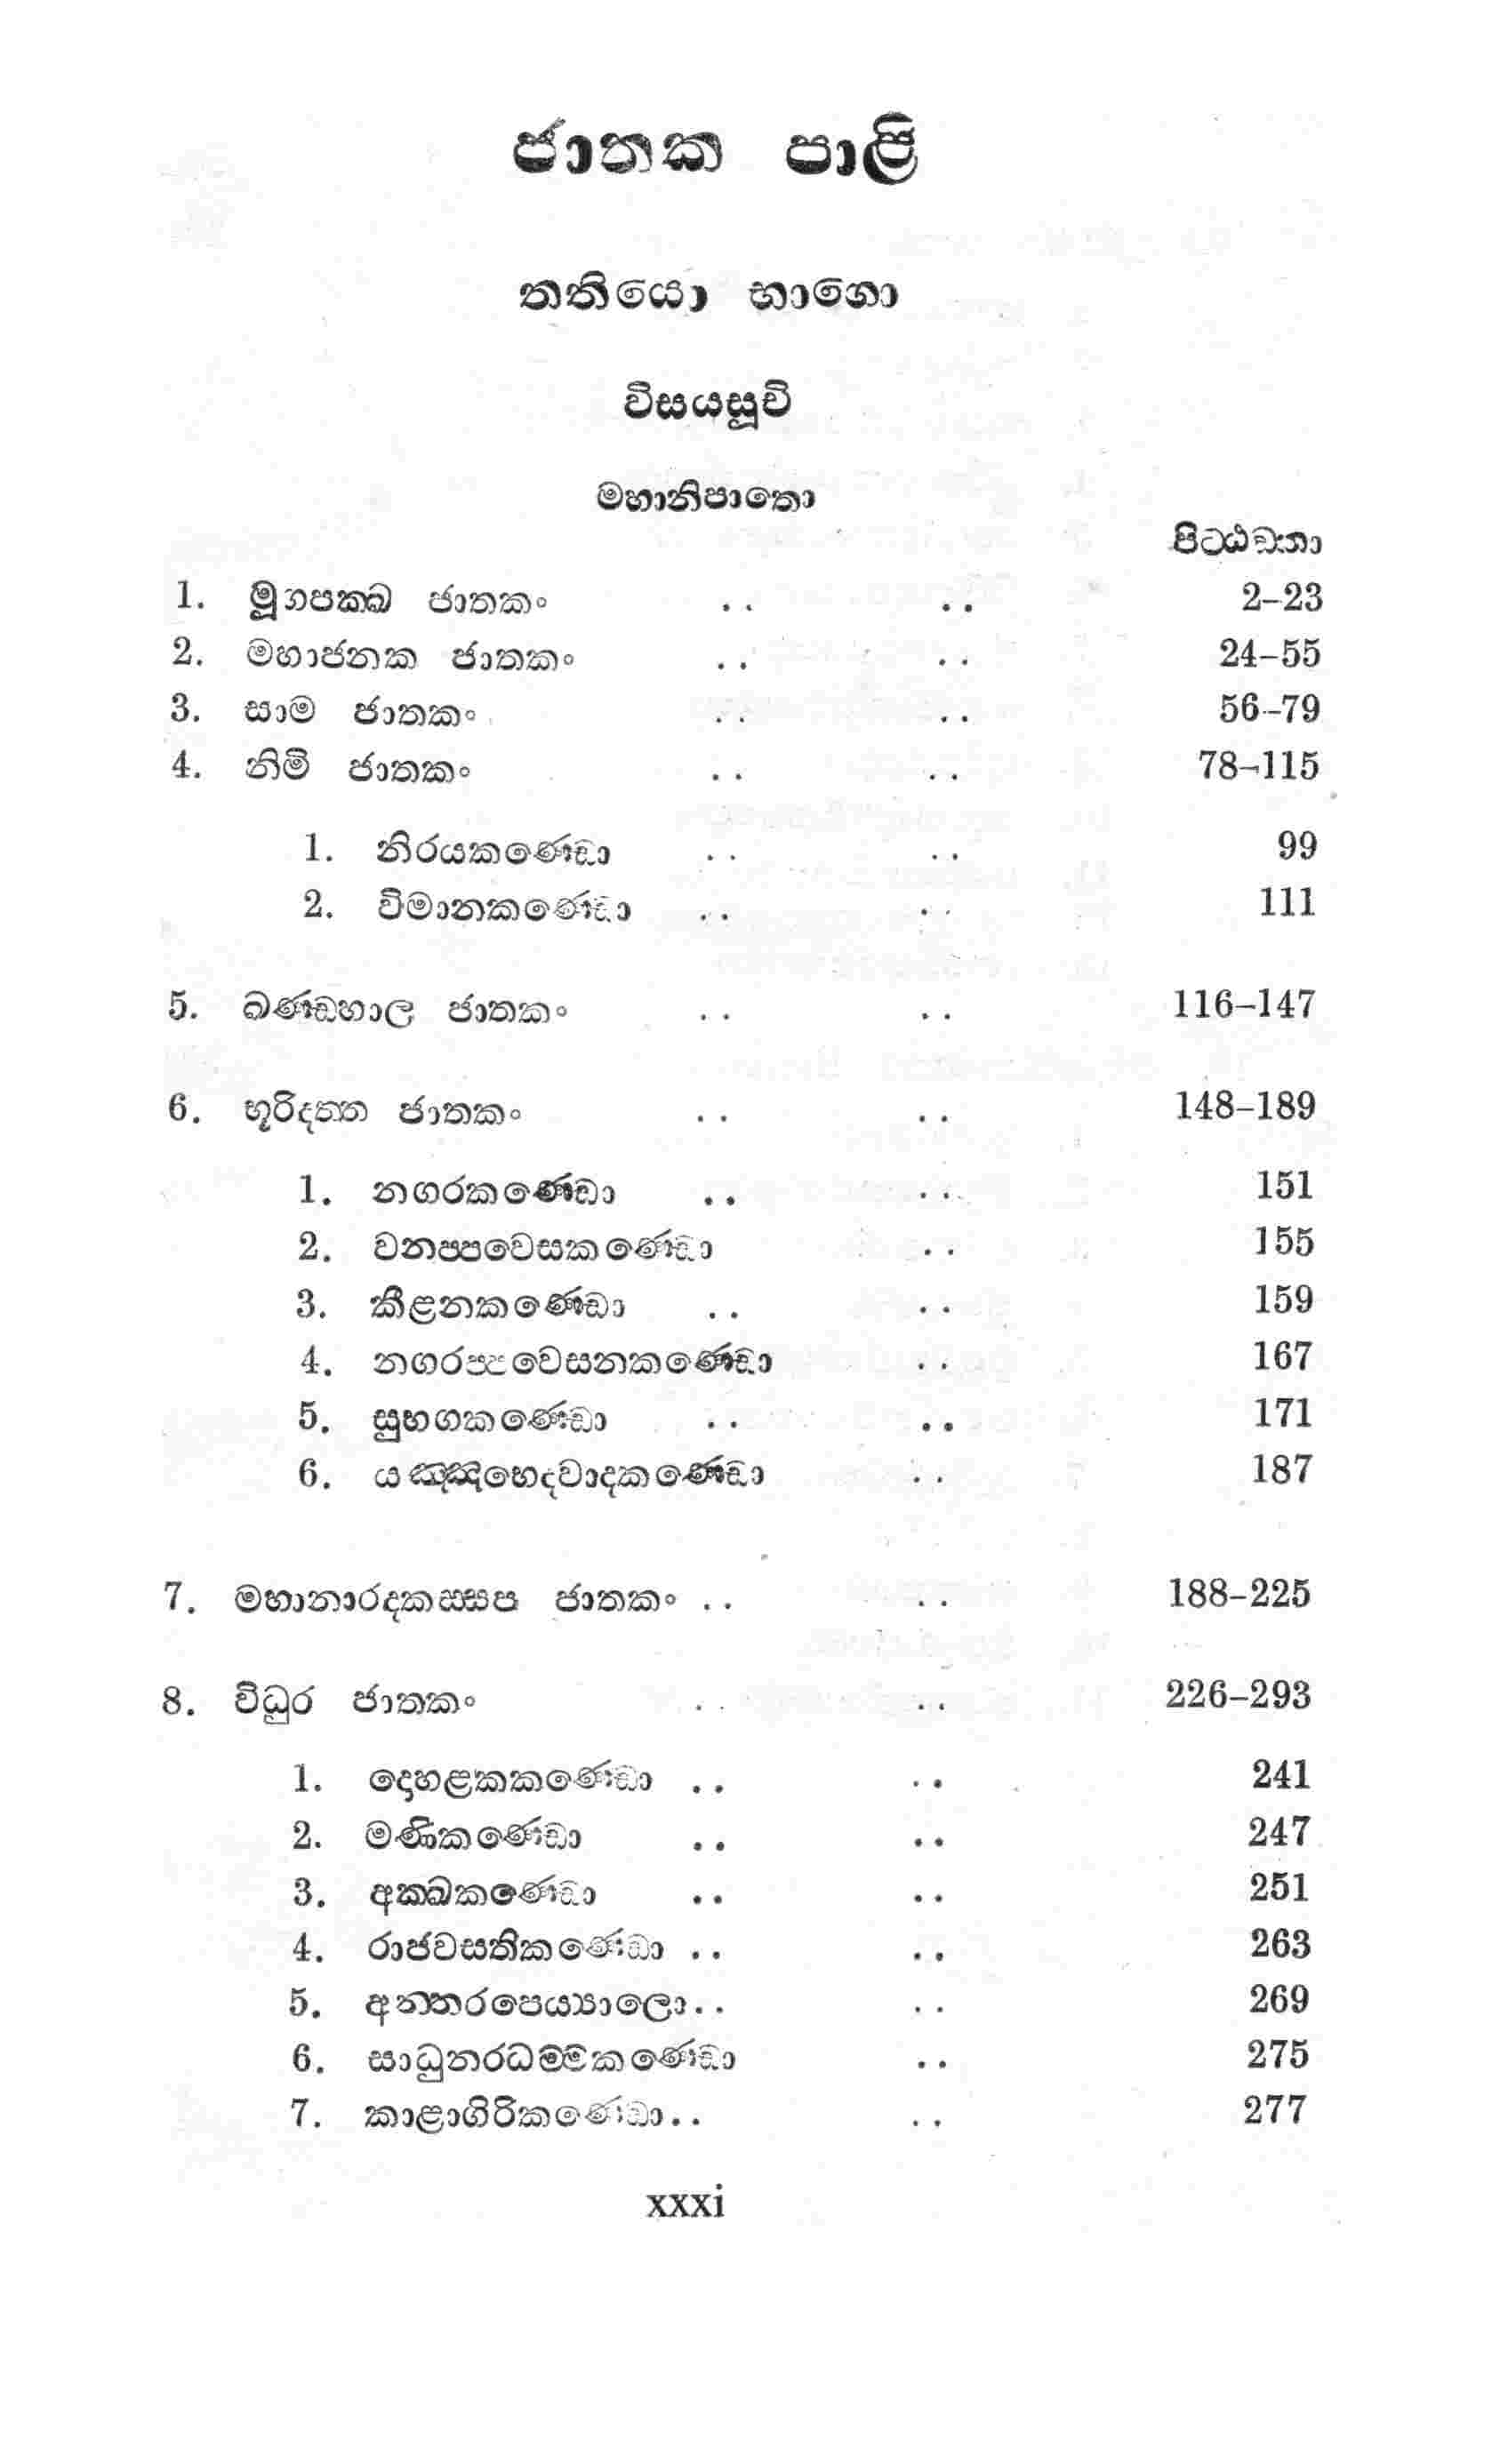 ජාතක පාළි
තතියො භාගො
විසයසූචි
මහානිපාතො
පිට්ඨඞ්කා
1. මූගපක්ඛ ජාතකං .. .. 2–23
2. මහාජනක ජාතකං .. .. 24–55
3. සාම ජාතකං .. .. 56–79
4. නිමි ජාතකං .. .. 78–115
1. නිරයකණ්ඩො .. .. 99
2. විමානකණ්ඩො .. .. 111
5. ඛණ්ඩහාල ජාතකං .. .. 116–147
6. භූරිදත්ත ජාතකං .. .. 148–189
1. නගරකණ්ඩො .. .. 151
2. වනප්පවෙසකණ්ඩො .. 155
3. කීළනකණ්ඩො .. .. 159
4. නගරප්පවෙසනකණ්ඩො .. 167
5. සුභගකණ්ඩො .. .. 171
6. යඤ්ඤභෙදවාදකණ්ඩො .. 187
7. මහානාරදකස්සප ජාතකං .. .. 188–225
8. විධුර ජාතකං .. .. 226–293
1. දොහළකකණ්ඩො .. .. 241
2. මණිකණ්ඩො .. .. 247
3. අක්ඛකණ්ඩො .. .. 251
4. රාජවසතිකණ්ඩො .. .. 263
5. අන්තරපෙය්‍යාලො .. .. 269
6. සාධුනරධම්මකණ්ඩො .. 275
7. කාළාගිරිකණ්ඩො .. .. 277
xxxi